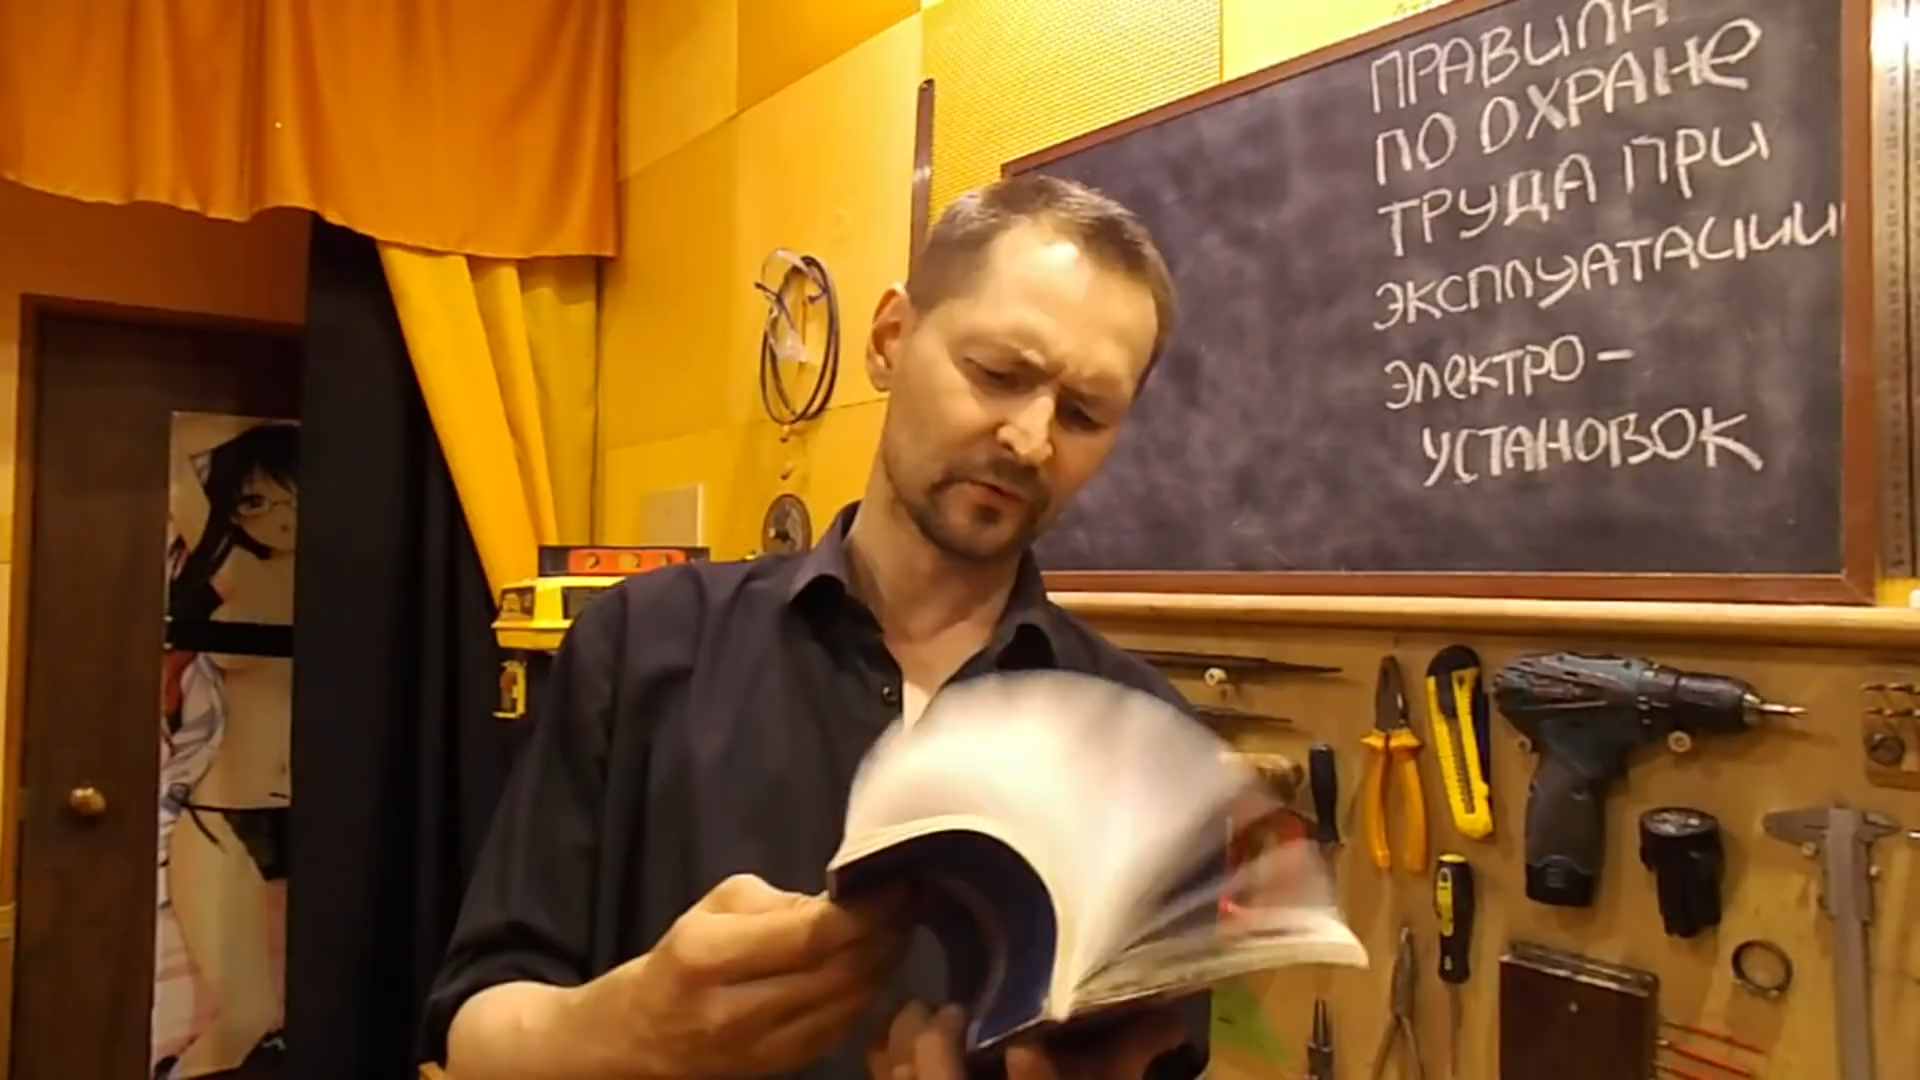 ПРАВИЛА
ПО ОХРАНЕ
ТРУДА ПРИ
ЭКСПЛУАТАЦИИ
ЭЛЕКТРО-
УСТАНОВОК